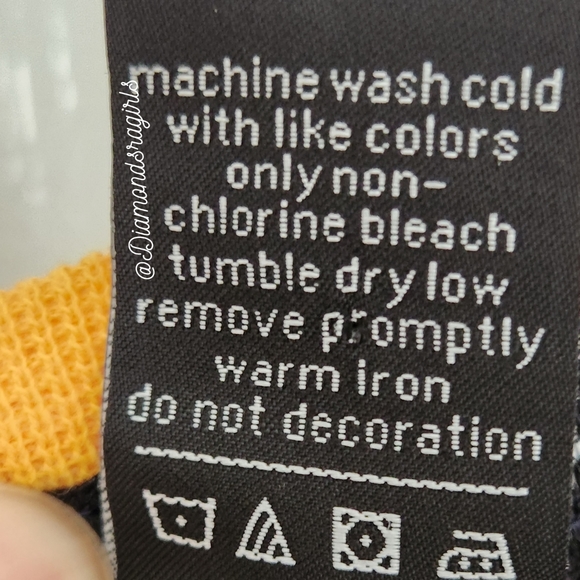 machine wash cold
with like colors
only non-
chlorine bleach
tumble dry low
remove promptly
warm iron
do not decoration
@Diamondsragirls